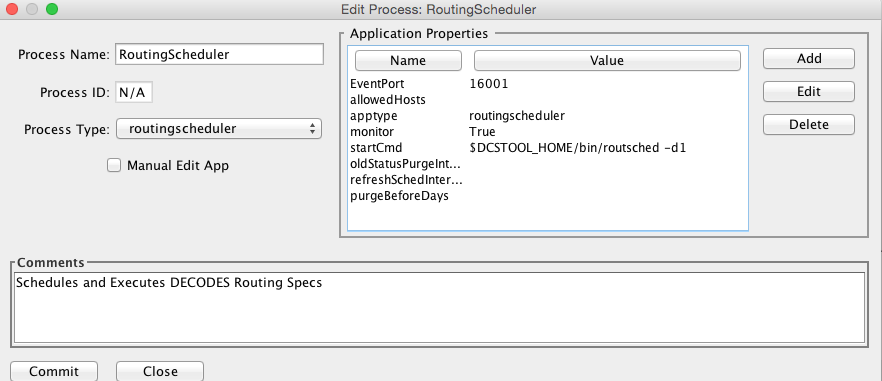 Edit Process: RoutingScheduler
Process Name: RoutingScheduler
Process ID: N/A
Process Type: routingscheduler
Manual Edit App
Application Properties
Name Value
EventPort 16001
allowedHosts
apptype routingscheduler
monitor True
startCmd $DCSTOOL_HOME/bin/routsched -d1
oldStatusPurgeInt...
refreshSchedInter...
purgeBeforeDays
Add
Edit
Delete
Comments
Schedules and Executes DECODES Routing Specs
Commit Close